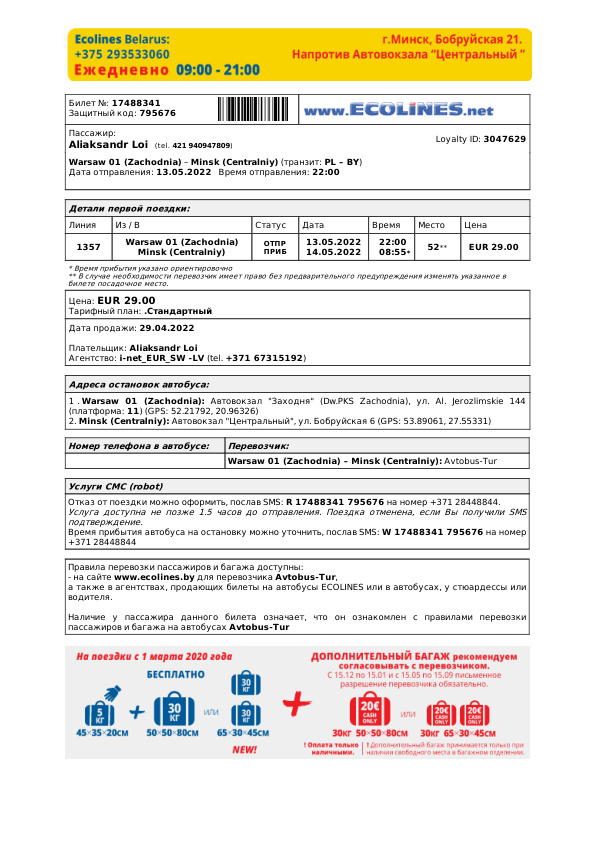 Ecolines Belarus:
+375 293533060
Ежедневно 09:00 - 21:00
г.Минск, Бобруйская 21.
Напротив Автовокзала "Центральный "
Билет №: 17488341
Защитный код: 795676
www.ECOLINES.net
Пассажир:
Aliaksandr Loi (tel. 421 940947809)
Loyalty ID: 3047629
Warsaw 01 (Zachodnia) – Minsk (Centralniy) (транзит: PL – BY)
Дата отправления: 13.05.2022 Время отправления: 22:00
Детали первой поездки:
Линия Из / В Статус Дата Время Место Цена
1357 Warsaw 01 (Zachodnia) ОТПР 13.05.2022 22:00 52** EUR 29.00
Minsk (Centralniy) ПРИБ 14.05.2022 08:55*
* Время прибытия указано ориентировочно
** В случае необходимости перевозчик имеет право без предварительного предупреждения изменять указанное в
билете посадочное место.
Цена: EUR 29.00
Тарифный план: .Стандартный
Дата продажи: 29.04.2022
Плательщик: Aliaksandr Loi
Агентство: i-net_EUR_SW -LV (tel. +371 67315192)
Адреса остановок автобуса:
1 . Warsaw 01 (Zachodnia): Автовокзал "Заходня" (Dw.PKS Zachodnia), ул. Al. Jerozlimskie 144
(платформа: 11) (GPS: 52.21792, 20.96326)
2. Minsk (Centralniy): Автовокзал "Центральный", ул. Бобруйская 6 (GPS: 53.89061, 27.55331)
Номер телефона в автобусе: Перевозчик:
Warsaw 01 (Zachodnia) – Minsk (Centralniy): Avtobus-Tur
Услуги СМС (robot)
Отказ от поездки можно оформить, послав SMS: R 17488341 795676 на номер +371 28448844.
Услуга доступна не позже 1.5 часов до отправления. Поездка отменена, если Вы получили SMS
подтверждение.
Время прибытия автобуса на остановку можно уточнить, послав SMS: W 17488341 795676 на номер
+371 28448844
Правила перевозки пассажиров и багажа доступны:
- на сайте www.ecolines.by для перевозчика Avtobus-Tur,
а также в агентствах, продающих билеты на автобусы ECOLINES или в автобусах, у стюардессы или
водителя.
Наличие у пассажира данного билета означает, что он ознакомлен с правилами перевозки
пассажиров и багажа на автобусах Avtobus-Tur
На поездки с 1 марта 2020 года
БЕСПЛАТНО
5 КГ
45×35×20см
30 КГ
50×50×80см
или
30 КГ
30 КГ
65×30×45см
NEW!
ДОПОЛНИТЕЛЬНЫЙ БАГАЖ рекомендуем
согласовывать с перевозчиком.
С 15.12 по 15.01 и с 15.05 по 15.09 письменное
разрешение перевозчика обязательно.
20€ CASH ONLY
или
20€ CASH ONLY
20€ CASH ONLY
30кг 50×50×80см
30кг 65×30×45см
! Оплата только
наличными.
! Дополнительный багаж принимается только при
наличии свободного места в багажном отделении.